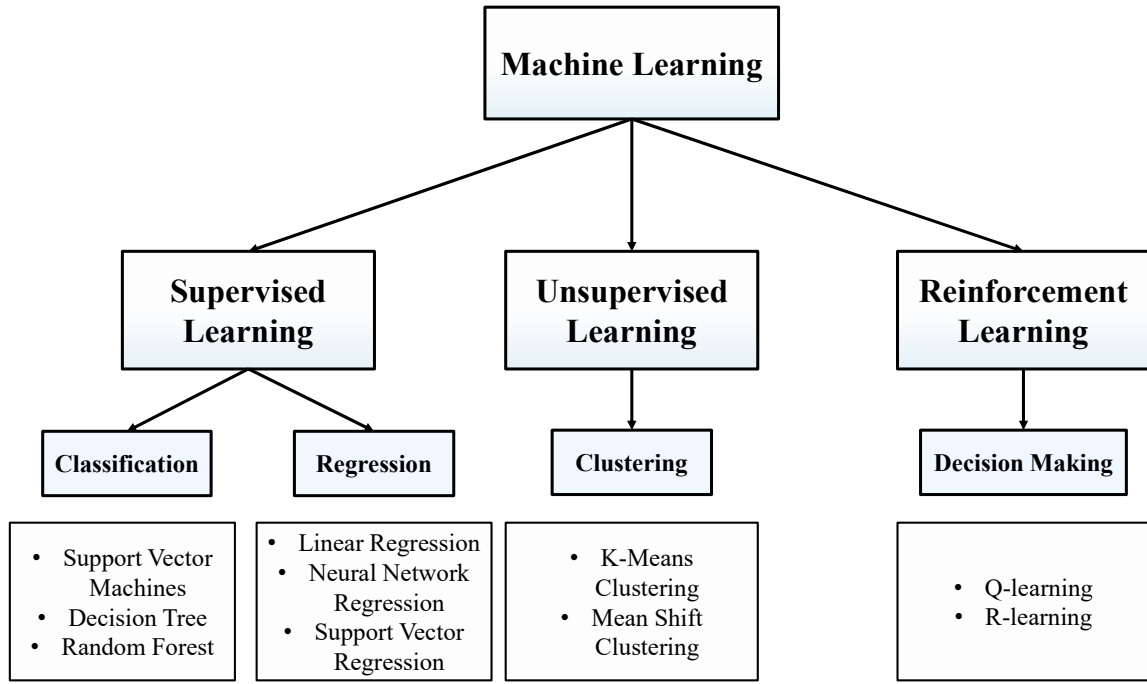 Machine Learning
Supervised
Learning
Unsupervised
Learning
Reinforcement
Learning
Classification
Regression
Clustering
Decision Making
• Support Vector
Machines
• Decision Tree
• Random Forest
• Linear Regression
• Neural Network
Regression
• Support Vector
Regression
• K-Means
Clustering
• Mean Shift
Clustering
• Q-learning
• R-learning